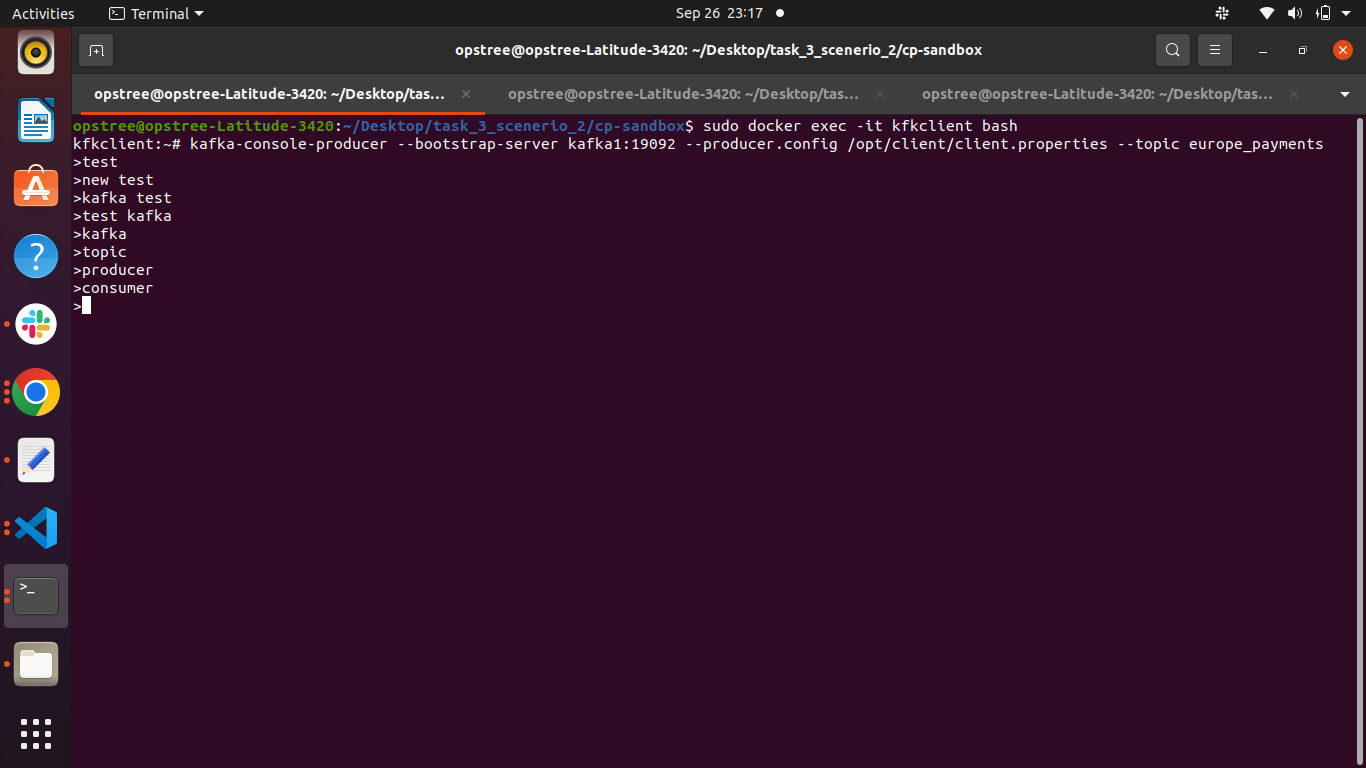 Activities
Terminal
Sep 26 23:17
opstree@opstree-Latitude-3420: ~/Desktop/task_3_scenerio_2/cp-sandbox
opstree@opstree-Latitude-3420: ~/Desktop/tas...
opstree@opstree-Latitude-3420: ~/Desktop/tas...
opstree@opstree-Latitude-3420: ~/Desktop/tas...
opstree@opstree-Latitude-3420:~/Desktop/task_3_scenerio_2/cp-sandbox$ sudo docker exec -it kfkclient bash
kfkclient:~# kafka-console-producer --bootstrap-server kafka1:19092 --producer.config /opt/client/client.properties --topic europe_payments
>test
>new test
>kafka test
>test kafka
>kafka
>topic
>producer
>consumer
>